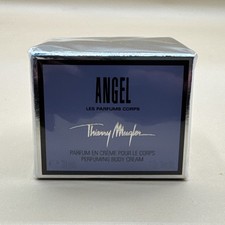 ANGEL
LES PARFUMS CORPS
Thierry Mugler
PARFUM EN CRÈME POUR LE CORPS
PERFUMING BODY CREAM